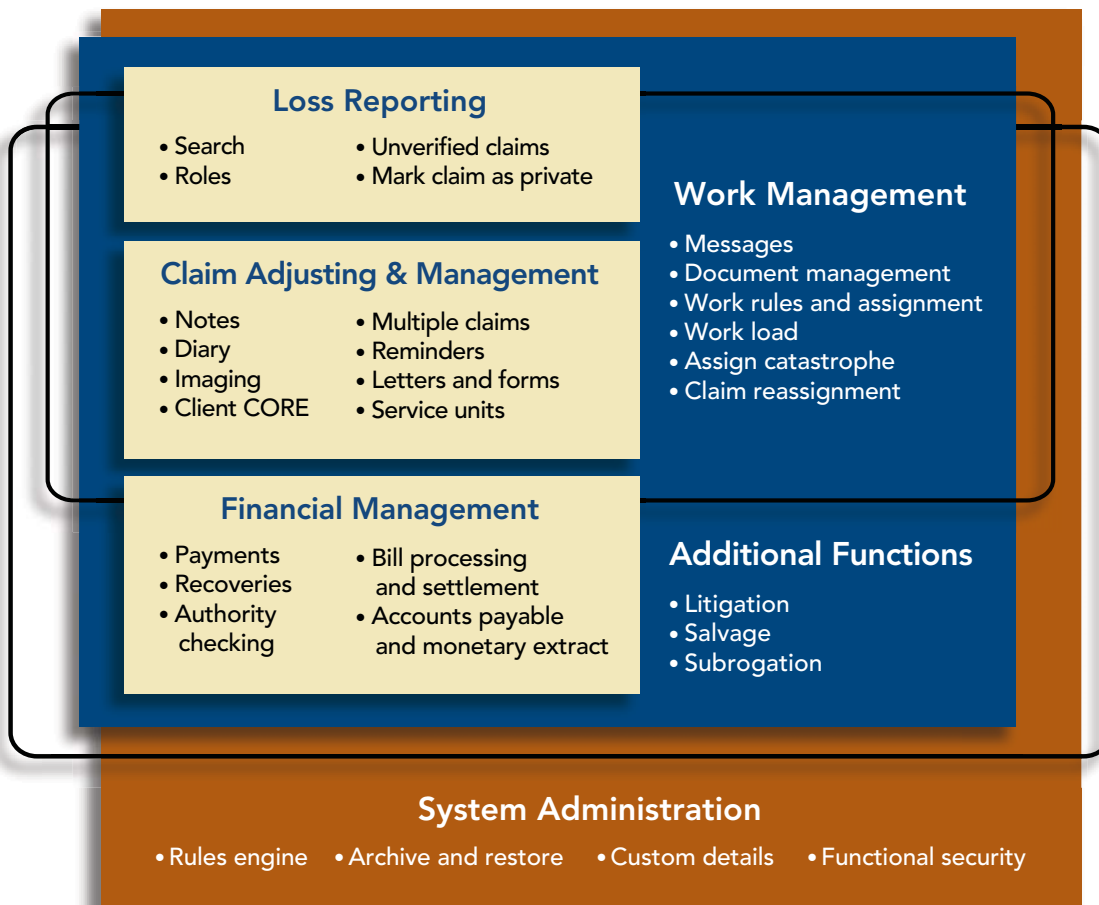 Loss Reporting
• Search
• Roles
• Unverified claims
• Mark claim as private
Claim Adjusting & Management
• Notes
• Diary
• Imaging
• Client CORE
• Multiple claims
• Reminders
• Letters and forms
• Service units
Financial Management
• Payments
• Recoveries
• Authority
checking
• Bill processing
and settlement
• Accounts payable
and monetary extract
Work Management
• Messages
• Document management
• Work rules and assignment
• Work load
• Assign catastrophe
• Claim reassignment
Additional Functions
• Litigation
• Salvage
• Subrogation
System Administration
• Rules engine • Archive and restore • Custom details • Functional security